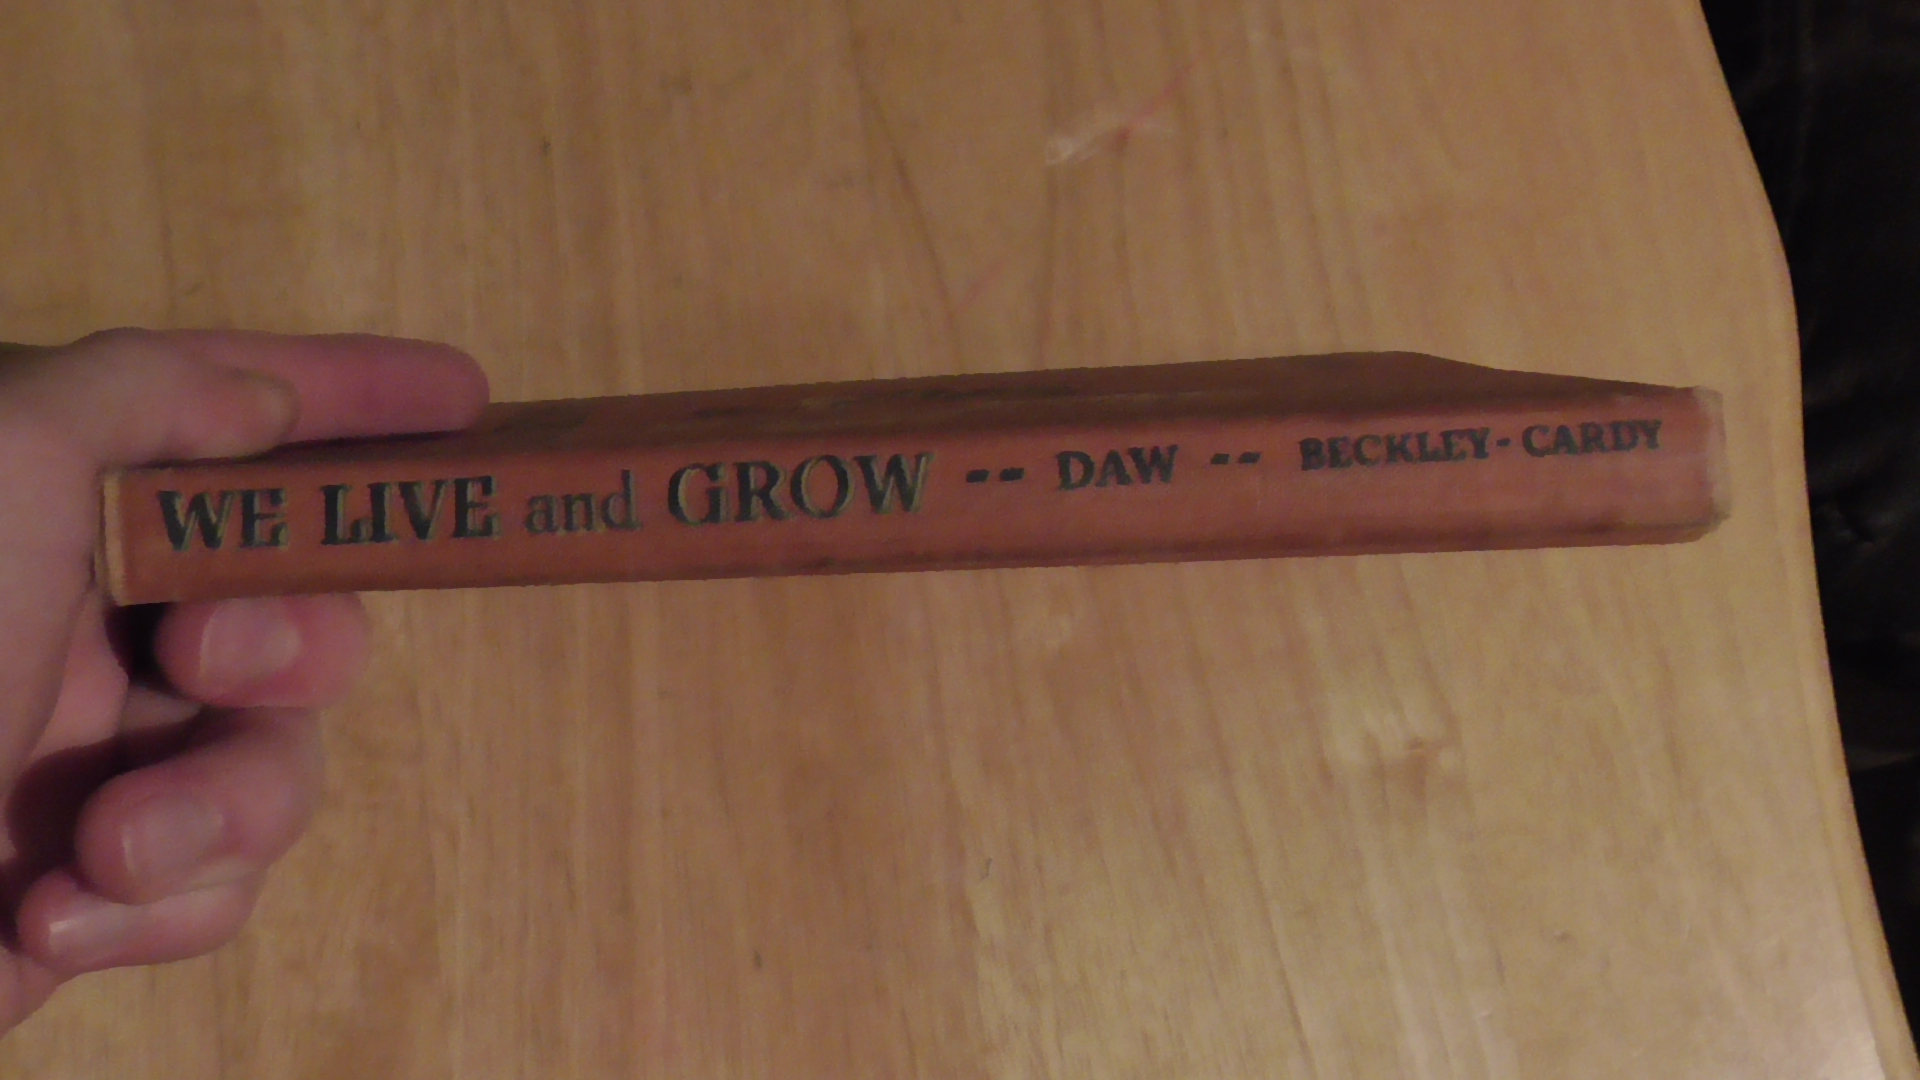 WE LIVE and GROW -- DAW -- BECKLEY-CARDY